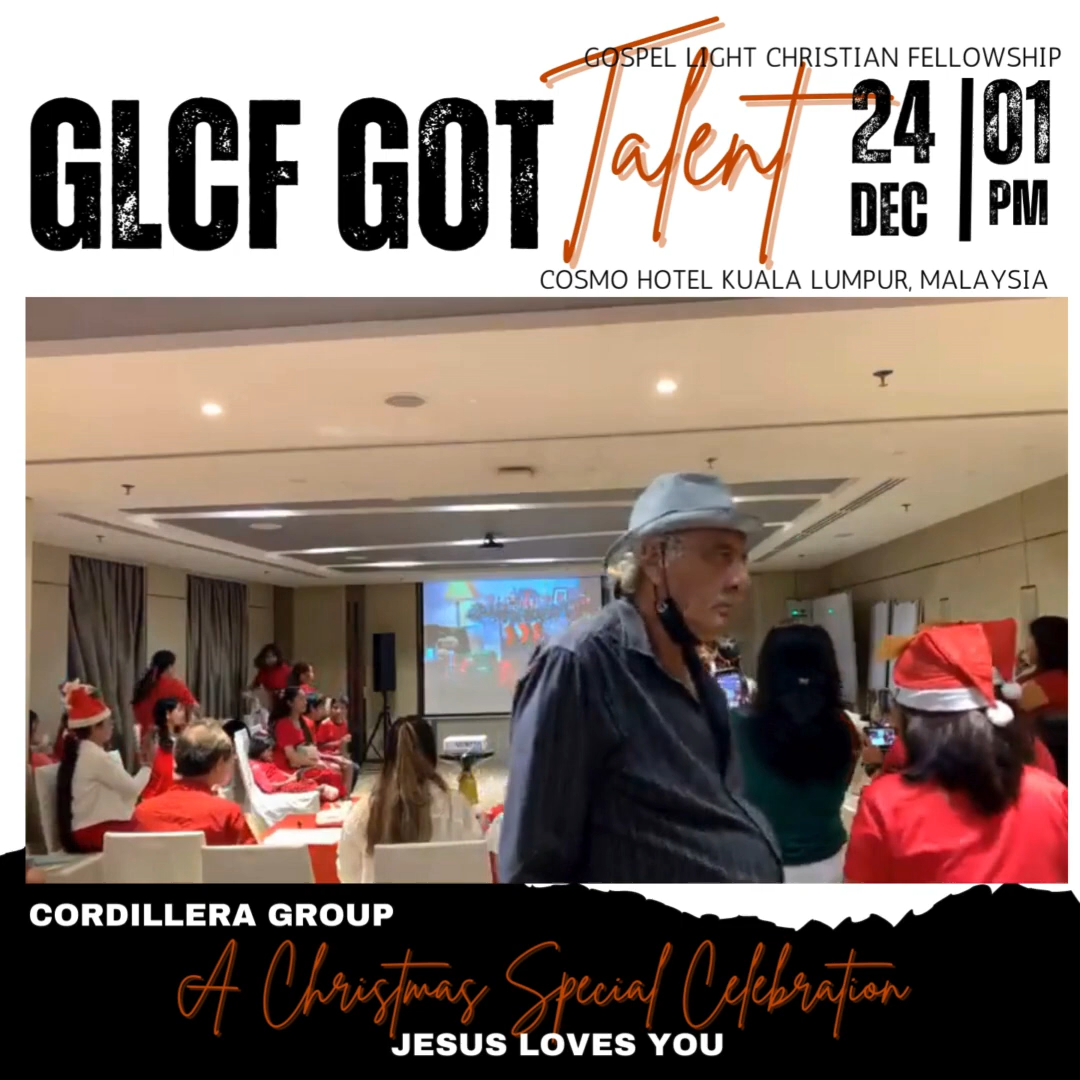 GOSPEL LIGHT CHRISTIAN FELLOWSHIP
GLCF GOT Talent
24 DEC | 01 PM
COSMO HOTEL KUALA LUMPUR, MALAYSIA
CORDILLERA GROUP
A Christmas Special Celebration
JESUS LOVES YOU